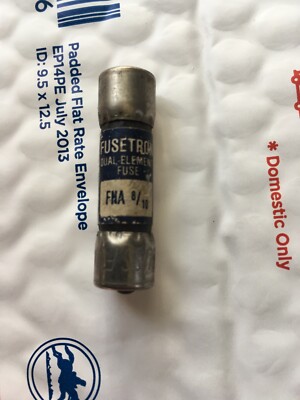 6
Padded Flat Rate Envelope
EP14PE July 2013
ID: 9.5 x 12.5
FUSETRON
DUAL-ELEMENT
FUSE
FNA 8/10
* Domestic Only